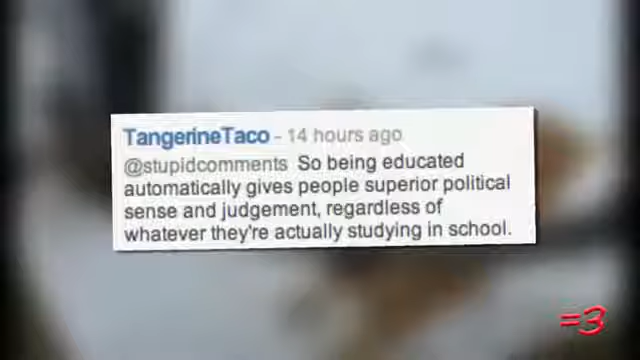 TangerineTaco - 14 hours ago
@stupidcomments So being educated
automatically gives people superior political
sense and judgement, regardless of
whatever they're actually studying in school.
=3